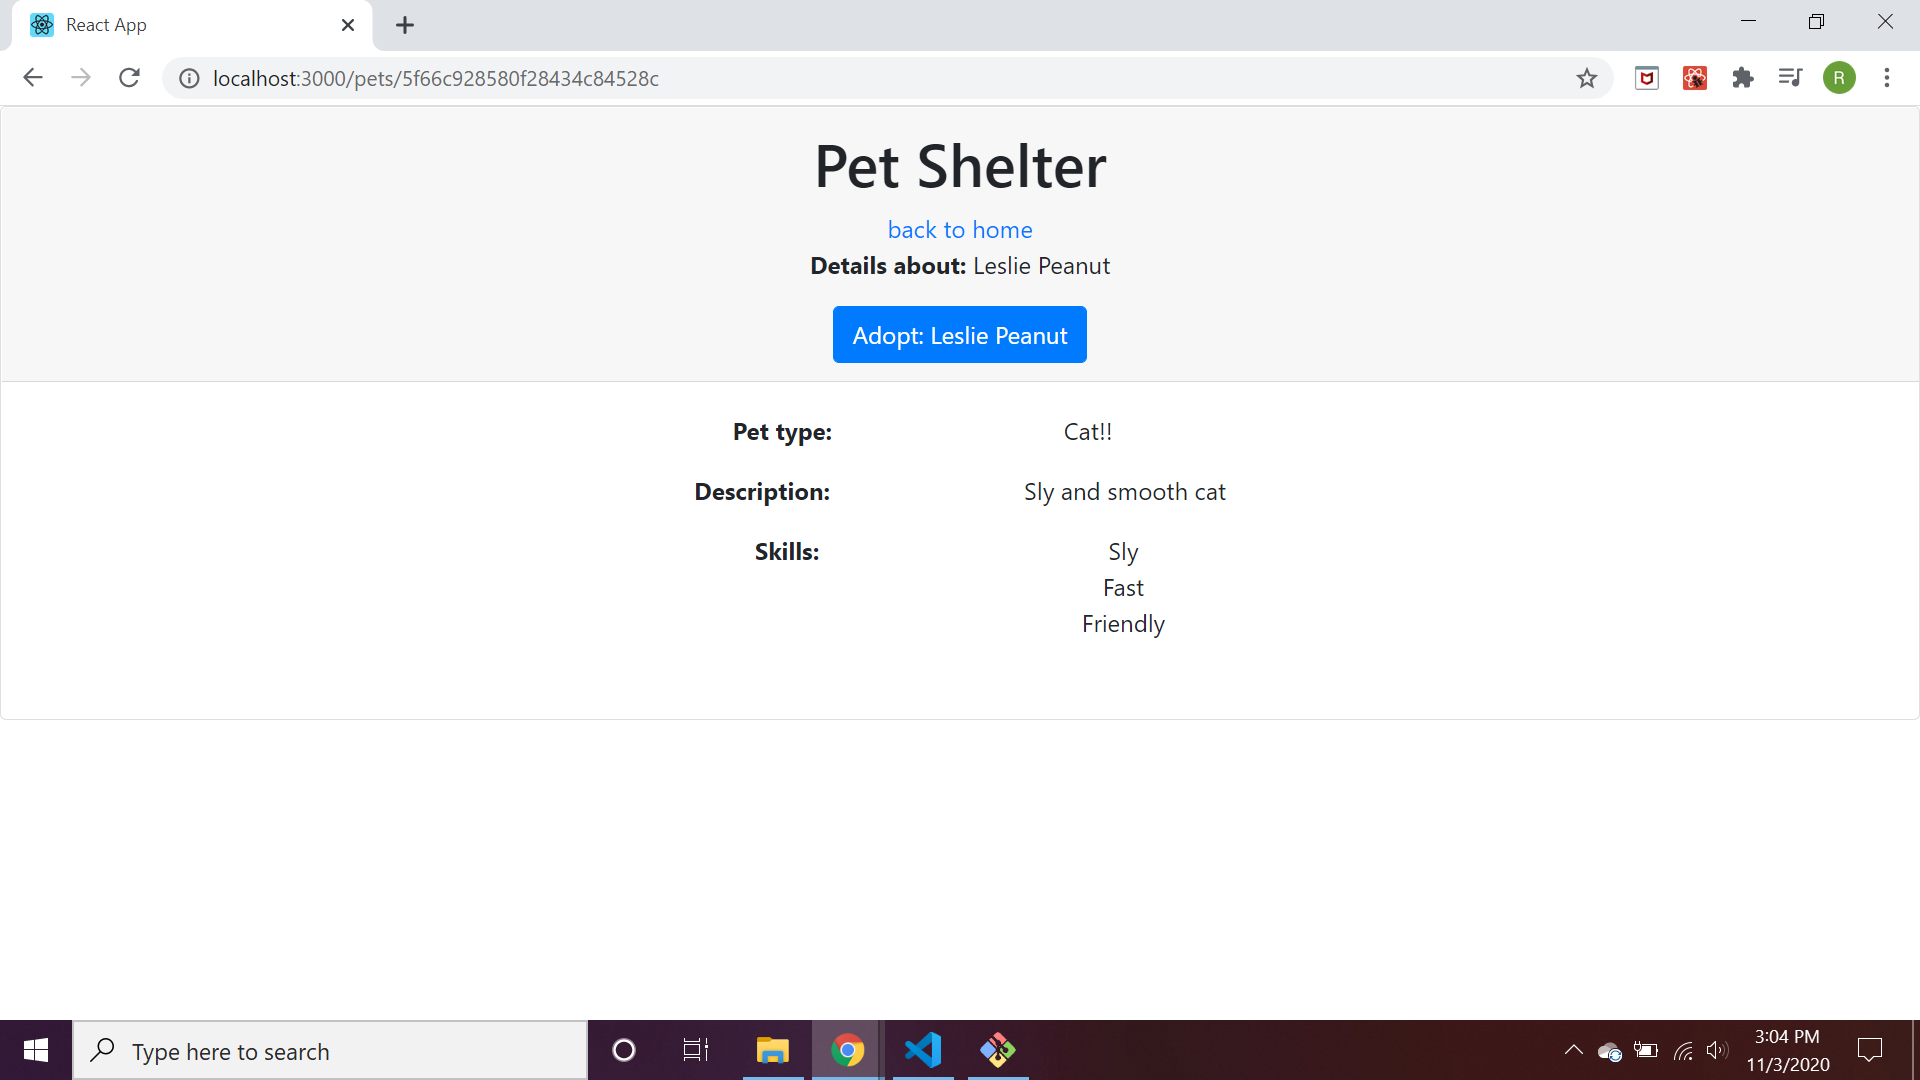 React App
localhost:3000/pets/5f66c928580f28434c84528c
R
Pet Shelter
back to home
Details about: Leslie Peanut
Adopt: Leslie Peanut
Pet type: Cat!!
Description: Sly and smooth cat
Skills: Sly
Fast
Friendly
Type here to search
3:04 PM
11/3/2020